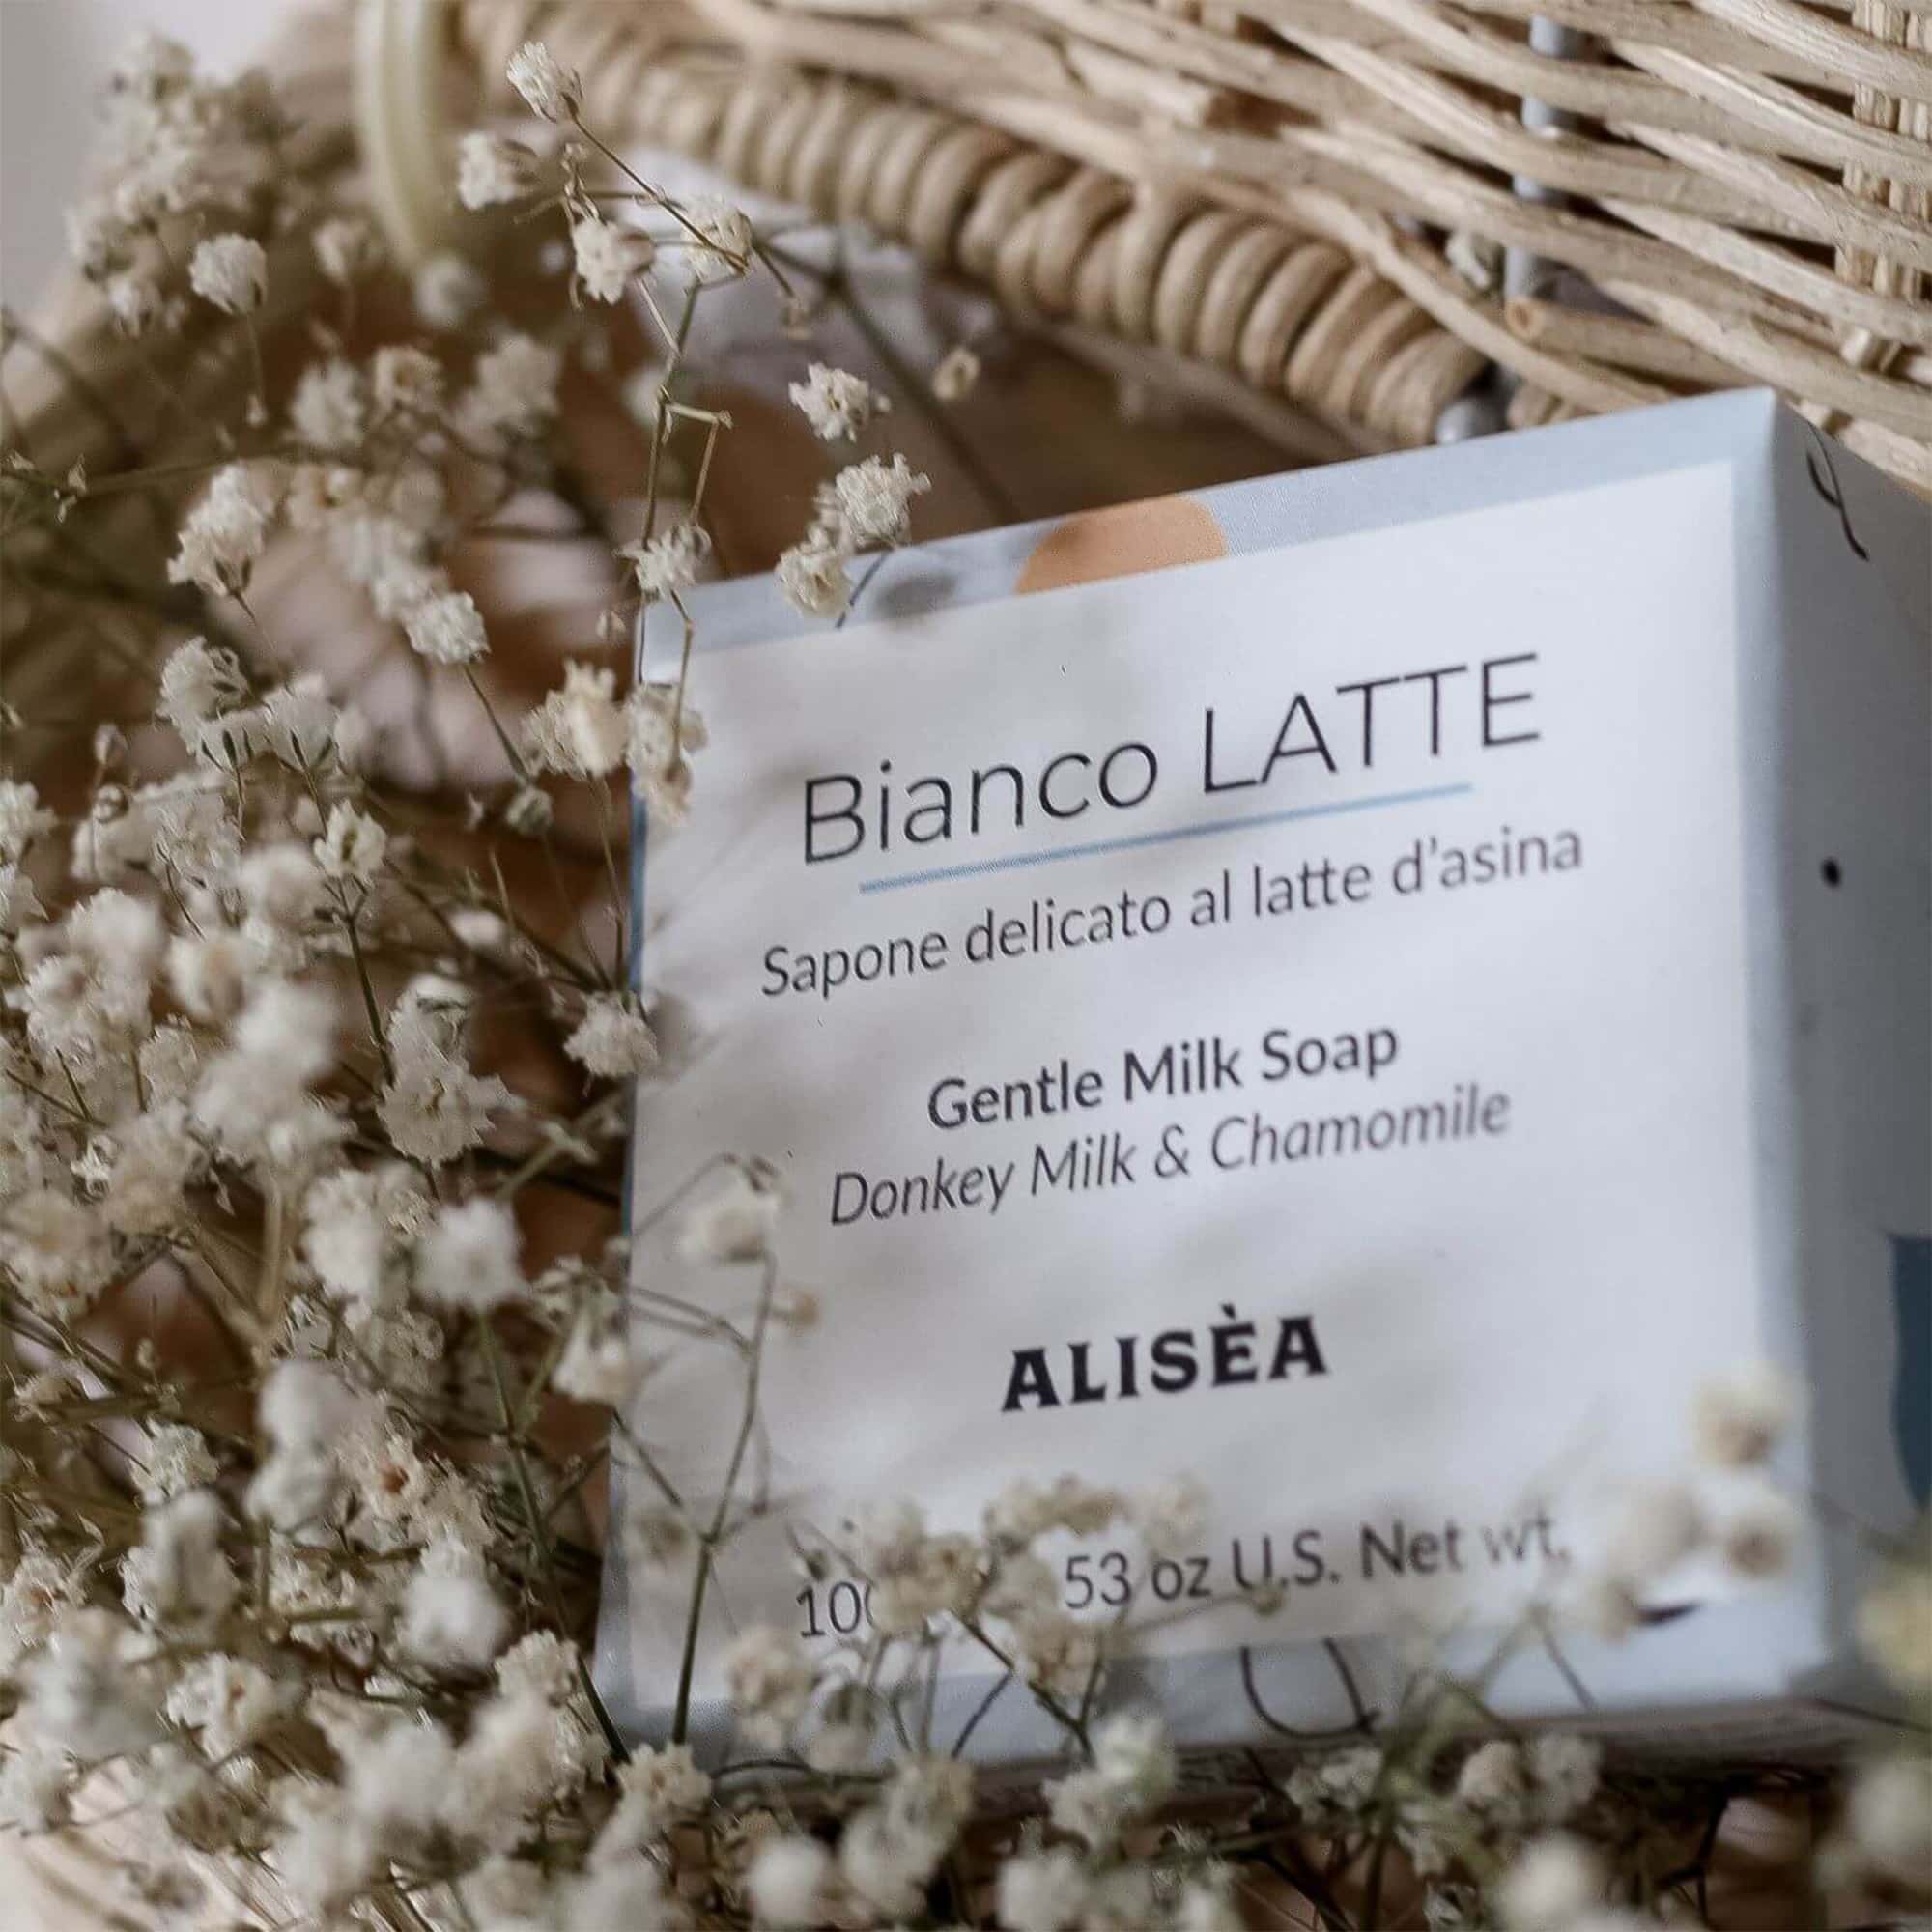 Bianco LATTE
Sapone delicato al latte d'asina
Gentle Milk Soap
Donkey Milk & Chamomile
ALISÈA
53 oz U.S. Net wt.